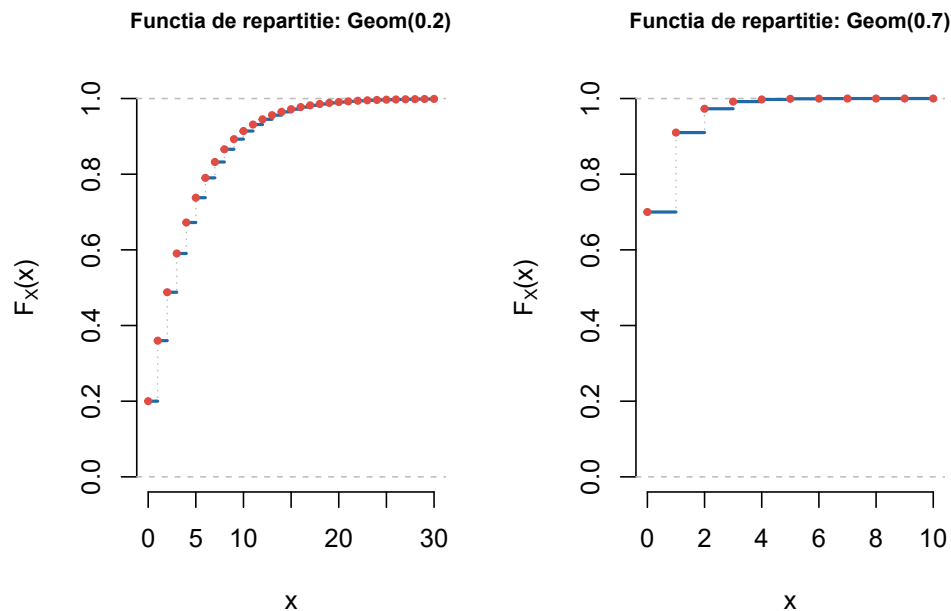 Functia de repartitie: Geom(0.2)
F_X(x)
0.0 0.2 0.4 0.6 0.8 1.0
0 5 10 20 30
x
Functia de repartitie: Geom(0.7)
F_X(x)
0.0 0.2 0.4 0.6 0.8 1.0
0 2 4 6 8 10
x